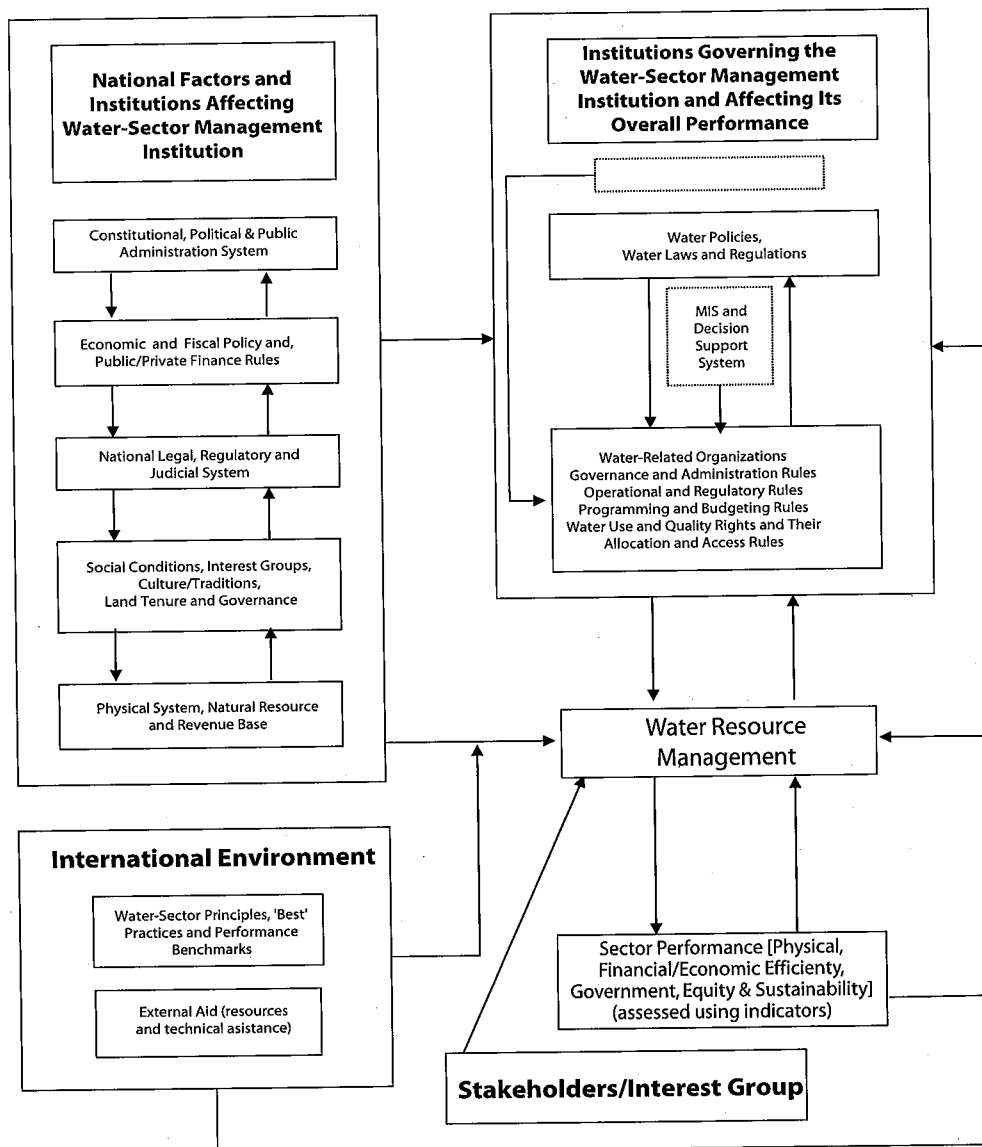 National Factors and
Institutions Affecting
Water-Sector Management
Institution
Constitutional, Political & Public
Administration System
Economic and Fiscal Policy and,
Public/Private Finance Rules
National Legal, Regulatory and
Judicial System
Social Conditions, Interest Groups,
Culture/Traditions,
Land Tenure and Governance
Physical System, Natural Resource
and Revenue Base
Institutions Governing the
Water-Sector Management
Institution and Affecting Its
Overall Performance
Water Policies,
Water Laws and Regulations
MIS and
Decision
Support
System
Water-Related Organizations
Governance and Administration Rules
Operational and Regulatory Rules
Programming and Budgeting Rules
Water Use and Quality Rights and Their
Allocation and Access Rules
Water Resource
Management
International Environment
Water-Sector Principles, 'Best'
Practices and Performance
Benchmarks
External Aid (resources
and technical asistance)
Sector Performance [Physical,
Financial/Economic Efficienty,
Government, Equity & Sustainability]
(assessed using indicators)
Stakeholders/Interest Group